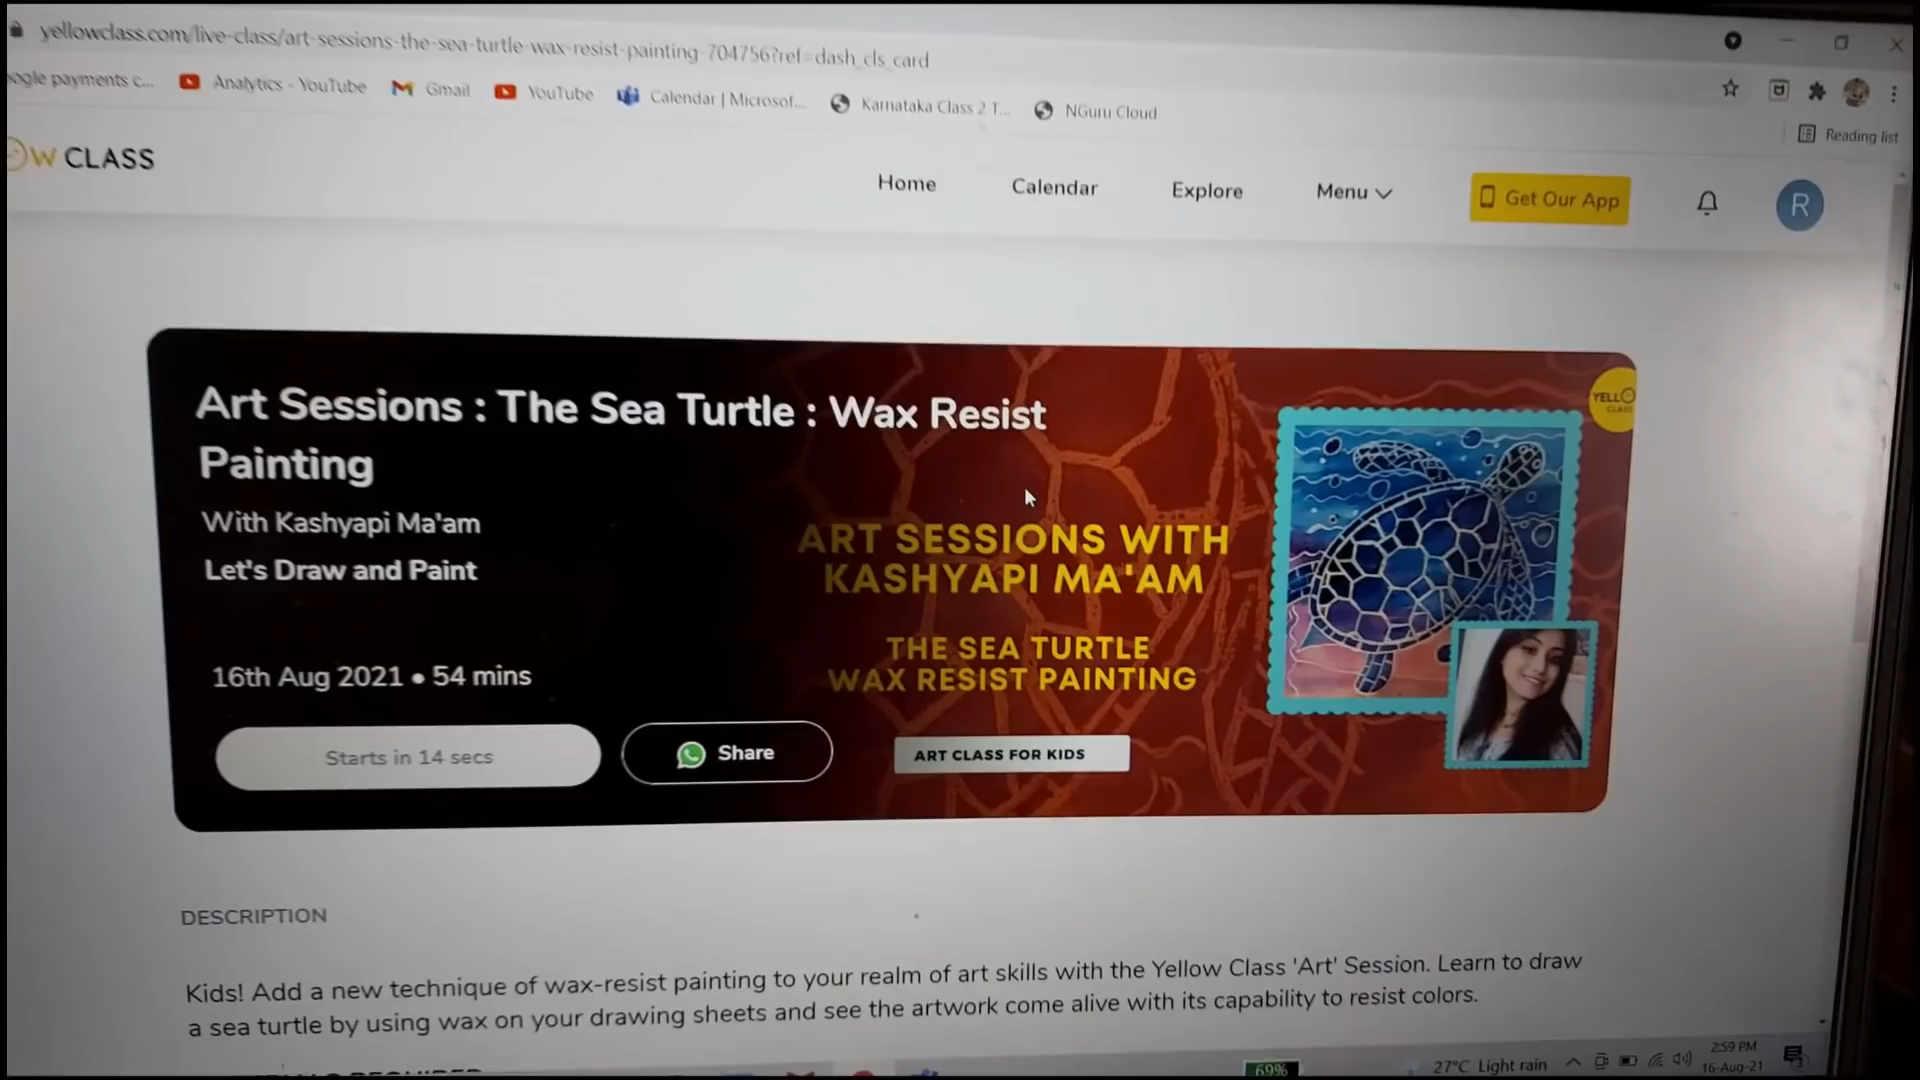 yellowclass.com/live-class/art-sessions-the-sea-turtle-wax-resist-painting-704756?ref=dash_cls_card
ogle payments c... Analytics - YouTube Gmail YouTube Calendar | Microsof... Karnataka Class 2 T... NGuru Cloud
Reading list
OW CLASS
Home Calendar Explore Menu Get Our App R
Art Sessions : The Sea Turtle : Wax Resist
Painting
With Kashyapi Ma'am
Let's Draw and Paint
16th Aug 2021 • 54 mins
Starts in 14 secs
Share
ART SESSIONS WITH
KASHYAPI MA'AM
THE SEA TURTLE
WAX RESIST PAINTING
ART CLASS FOR KIDS
YELLO
CLASS
DESCRIPTION
Kids! Add a new technique of wax-resist painting to your realm of art skills with the Yellow Class 'Art' Session. Learn to draw
a sea turtle by using wax on your drawing sheets and see the artwork come alive with its capability to resist colors.
69%
27°C Light rain
2:59 PM
16-Aug-21